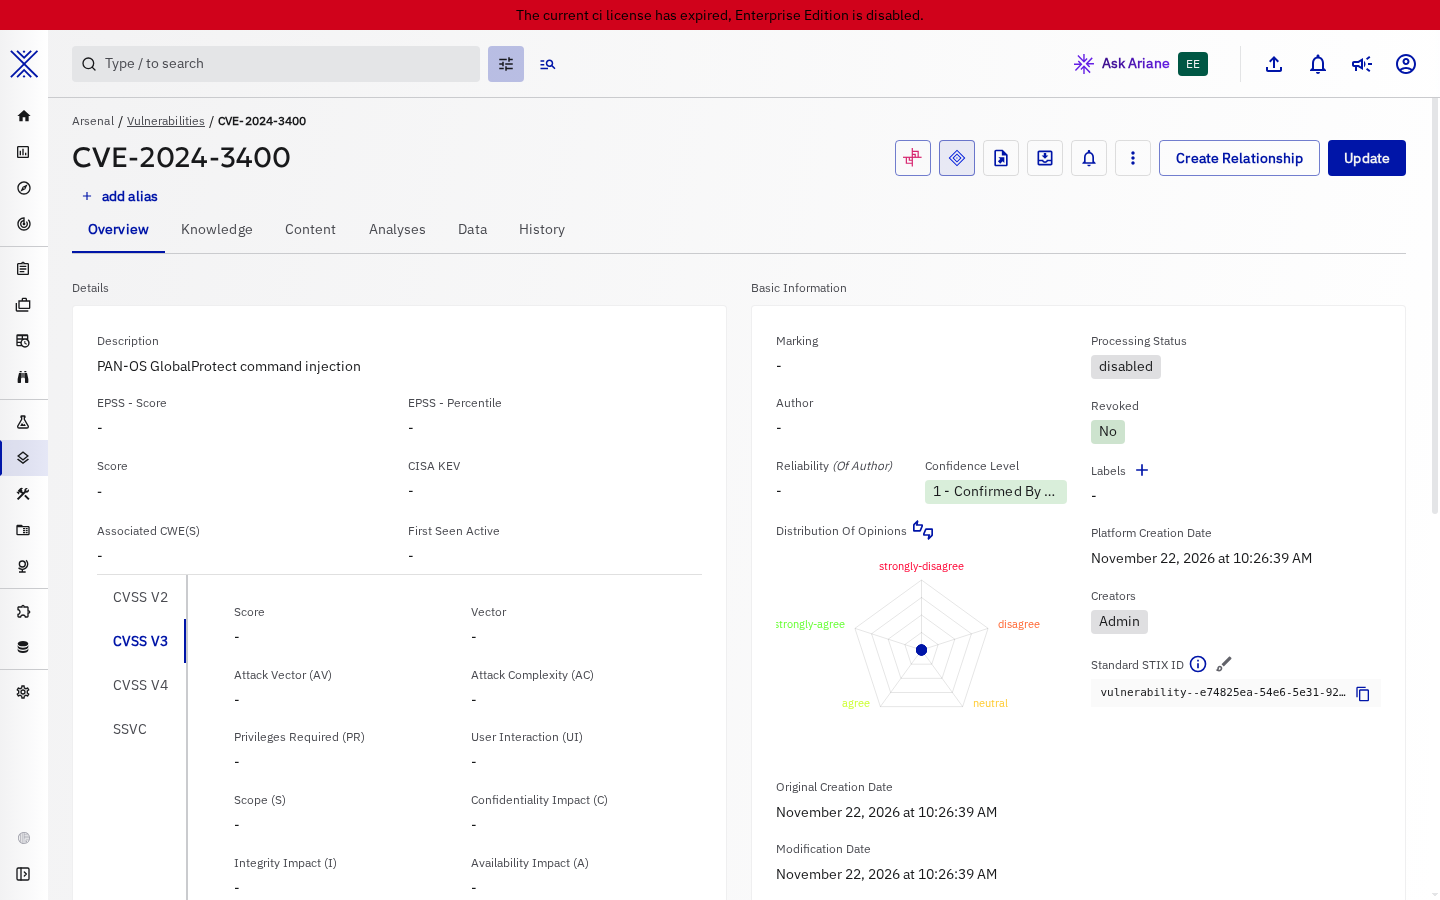 The current ci license has expired, Enterprise Edition is disabled.
Type / to search
Ask Ariane
EE
Arsenal / Vulnerabilities / CVE-2024-3400
CVE-2024-3400
Create Relationship
Update
+ add alias
Overview
Knowledge
Content
Analyses
Data
History
Details
Description
PAN-OS GlobalProtect command injection
EPSS - Score
EPSS - Percentile
-
-
Score
CISA KEV
-
-
Associated CWE(S)
First Seen Active
-
-
CVSS V2
CVSS V3
CVSS V4
SSVC
Score
Vector
-
-
Attack Vector (AV)
Attack Complexity (AC)
-
-
Privileges Required (PR)
User Interaction (UI)
-
-
Scope (S)
Confidentiality Impact (C)
-
-
Integrity Impact (I)
Availability Impact (A)
-
-
Basic Information
Marking
-
Author
-
Reliability (Of Author)
Confidence Level
-
1 - Confirmed By ...
Distribution Of Opinions
strongly-disagree
strongly-agree
disagree
agree
neutral
Original Creation Date
November 22, 2026 at 10:26:39 AM
Modification Date
November 22, 2026 at 10:26:39 AM
Processing Status
disabled
Revoked
No
Labels
-
Platform Creation Date
November 22, 2026 at 10:26:39 AM
Creators
Admin
Standard STIX ID
vulnerability--e74825ea-54e6-5e31-92…